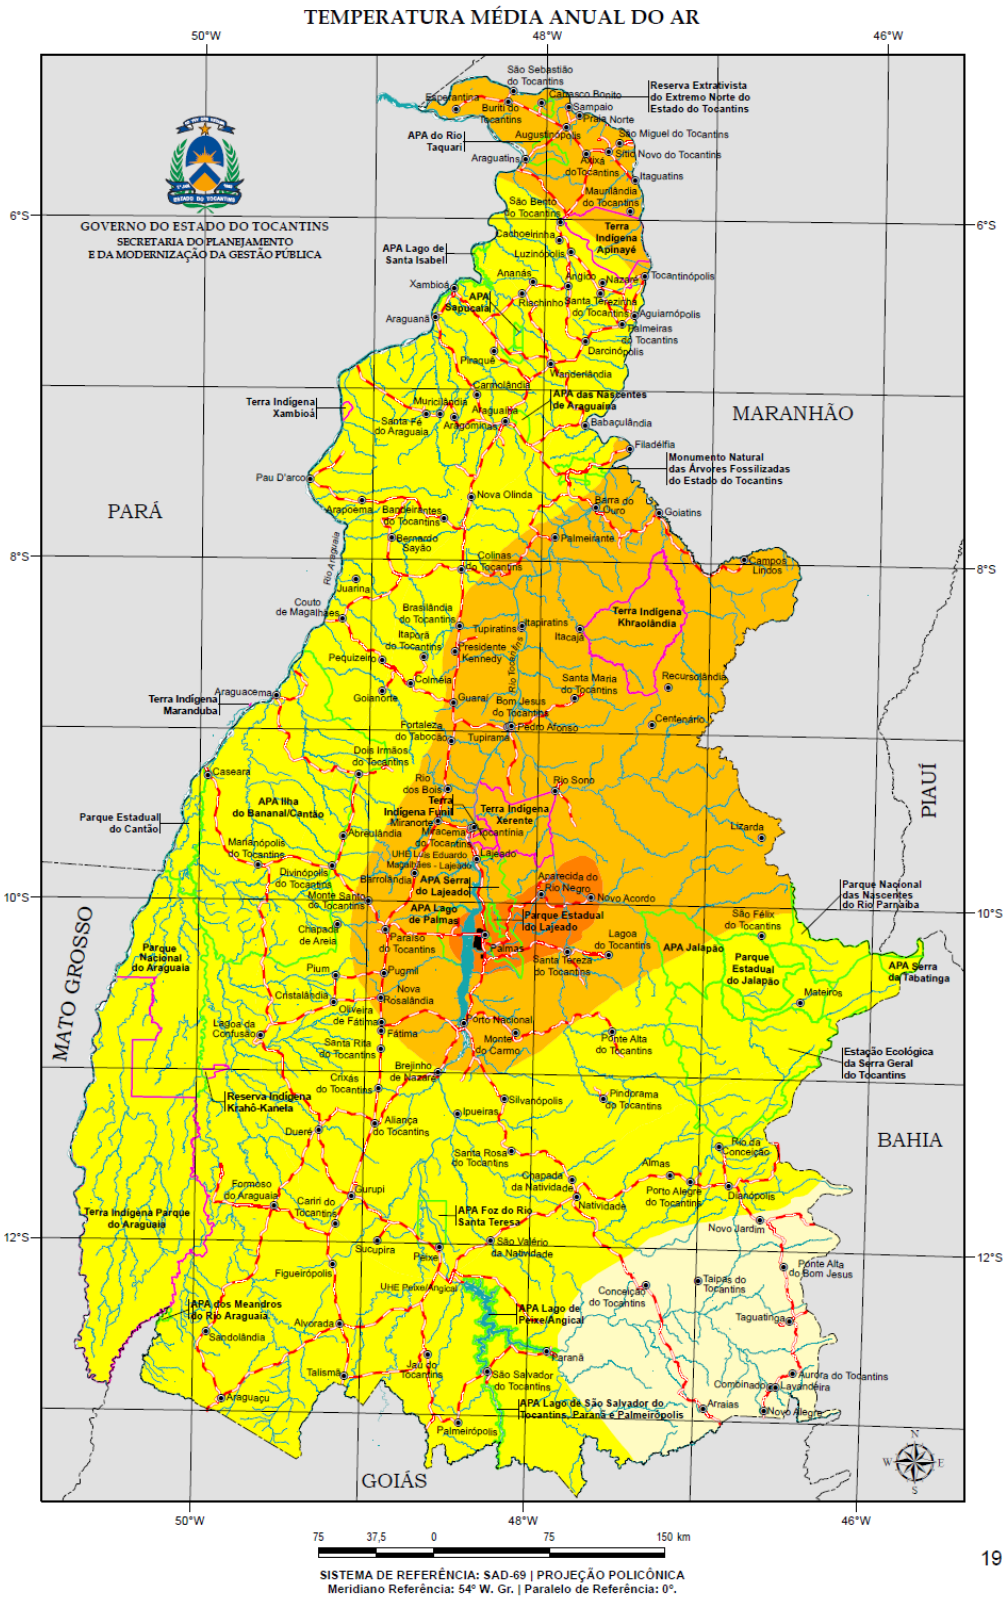 TEMPERATURA MÉDIA ANUAL DO AR
50°W
48°W
46°W
São Sebastião
do Tocantins
Reserva Extrativista
do Extremo Norte do
Estado do Tocantins
Esperantina
Carrasco Bonito
Buriti do
Tocantins
Sampaio
Praia Norte
APA do Rio
Taquari
Augustinópolis
São Miguel do Tocantins
Araguatins
Axixá
do Tocantins
Sítio Novo do Tocantins
Itaguatins
Maurilândia
do Tocantins
ESTADO DO TOCANTINS
6°S
6°S
GOVERNO DO ESTADO DO TOCANTINS
SECRETARIA DO PLANEJAMENTO
E DA MODERNIZAÇÃO DA GESTÃO PÚBLICA
São Bento
do Tocantins
Cachoeirinha
Terra
Indígena
Apinayé
APA Lago de
Santa Isabel
Luzinópolis
Ananás
Angico
Nazaré
Tocantinópolis
Xambioá
APA
Sapucaia
Riachinho
Santa Terezinha
do Tocantins
Aguiarnópolis
Araguanã
Palmeiras
do Tocantins
Darcinópolis
Piraquê
Wanderlândia
Carmolândia
Terra Indígena
Xambioá
Muricilândia
Araguaína
APA das Nascentes
de Araguaína
MARANHÃO
Santa Fé
do Araguaia
Aragominas
Babaçulândia
Filadélfia
Monumento Natural
das Árvores Fossilizadas
do Estado do Tocantins
Pau D'arco
Nova Olinda
PARÁ
Arapoema
Bandeirantes
do Tocantins
Barra do
Ouro
Goiatins
Bernardo
Sayão
Palmeirante
Rio Araguaia
Colinas
do Tocantins
Campos
Lindos
8°S
8°S
Juarina
Couto
de Magalhães
Brasilândia
do Tocantins
Tupiratins
Itapiratins
Itacajá
Terra Indígena
Khraolândia
Itaporã
do Tocantins
Presidente
Kennedy
Pequizeiro
Rio Tocantins
Colméia
Santa Maria
do Tocantins
Recursolândia
Terra Indígena
Maranduba
Araguacema
Goianorte
Guaraí
Bom Jesus
do Tocantins
Centenário
Fortaleza
do Tabocão
Tupirama
Pedro Afonso
Dois Irmãos
do Tocantins
Caseara
Rio
dos Bois
Rio Sono
PIAUÍ
APA Ilha
do Bananal/Cantão
Terra
Indígena Funil
Terra Indígena
Xerente
Parque Estadual
do Cantão
Miranorte
Abreulândia
Miracema
do Tocantins
Tocantínia
Lizarda
Marianópolis
do Tocantins
UHE Luis Eduardo
Magalhães - Lajeado
Lajeado
Divinópolis
do Tocantins
Barrolândia
APA Serra
do Lajeado
Aparecida do
Rio Negro
Parque Nacional
das Nascentes
do Rio Parnaíba
Monte Santo
do Tocantins
10°S
10°S
APA Lago
de Palmas
Novo Acordo
Parque Estadual
do Lajeado
São Félix
do Tocantins
Chapada
de Areia
Paraíso
do Tocantins
Palmas
Lagoa
do Tocantins
APA Jalapão
Parque
Nacional
do Araguaia
Santa Tereza
do Tocantins
Parque
Estadual
do Jalapão
APA Serra
da Tabatinga
MATO GROSSO
Pium
Pugmil
Cristalândia
Nova
Rosalândia
Mateiros
Oliveira
de Fátima
Lagoa da
Confusão
Fátima
Porto Nacional
Monte
do Carmo
Ponte Alta
do Tocantins
Santa Rita
do Tocantins
Estação Ecológica
da Serra Geral
do Tocantins
Brejinho
de Nazaré
Crixás
do Tocantins
Reserva Indígena
Krahô-Kanela
Silvanópolis
Pindorama
do Tocantins
Ipueiras
Dueré
Aliança
do Tocantins
BAHIA
Santa Rosa
do Tocantins
Rio da
Conceição
Chapada
da Natividade
Almas
Formoso
do Araguaia
Gurupi
Porto Alegre
do Tocantins
Dianópolis
Terra Indígena Parque
do Araguaia
Cariri do
Tocantins
APA Foz do Rio
Santa Teresa
Natividade
Novo Jardim
12°S
12°S
Sucupira
Peixe
São Valério
da Natividade
Ponte Alta
do Bom Jesus
Figueirópolis
UHE Peixe/Angical
Conceição
do Tocantins
Taipas do
Tocantins
APA dos Meandros
do Rio Araguaia
APA Lago de
Peixe/Angical
Taguatinga
Alvorada
Sandolândia
Jaú do
Tocantins
Paranã
Talismã
São Salvador
do Tocantins
Aurora do Tocantins
Combinado
Lavandeira
Araguaçu
APA Lago de São Salvador do
Tocantins, Paranã e Palmeirópolis
Arraias
Novo Alegre
Palmeirópolis
GOIÁS
N
W
E
S
50°W
48°W
46°W
75
37,5
0
75
150 km
19
SISTEMA DE REFERÊNCIA: SAD-69 | PROJEÇÃO POLICÔNICA
Meridiano Referência: 54° W. Gr. | Paralelo de Referência: 0°.